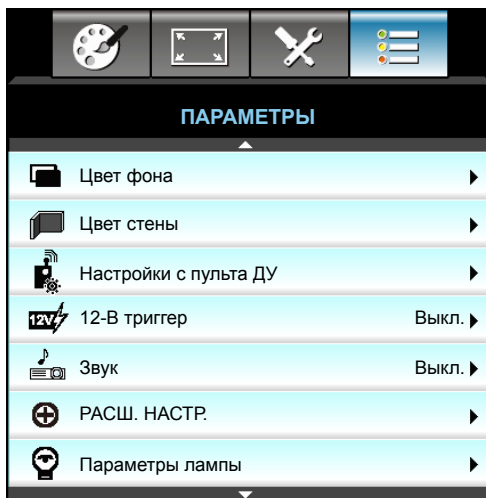 ПАРАМЕТРЫ
Цвет фона
Цвет стены
Настройки с пульта ДУ
12V
12-В триггер Выкл.
Звук Выкл.
РАСШ. НАСТР.
Параметры лампы